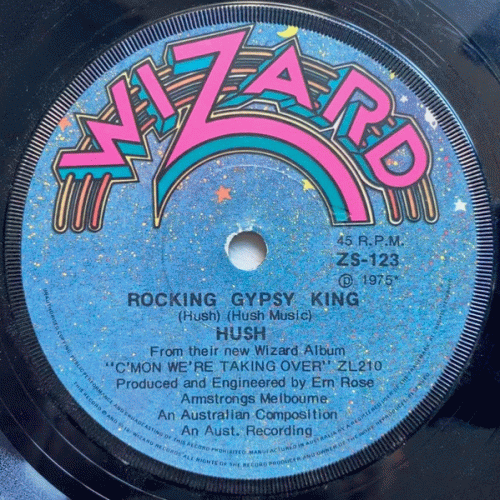 WIZARD
45 R.P.M.
ZS-123
Ⓟ 1975*
ROCKING GYPSY KING
(Hush) (Hush Music)
HUSH
From their new Wizard Album
"C'MON WE'RE TAKING OVER" ZL210
Produced and Engineered by Ern Rose
Armstrongs Melbourne
An Australian Composition
An Aust. Recording